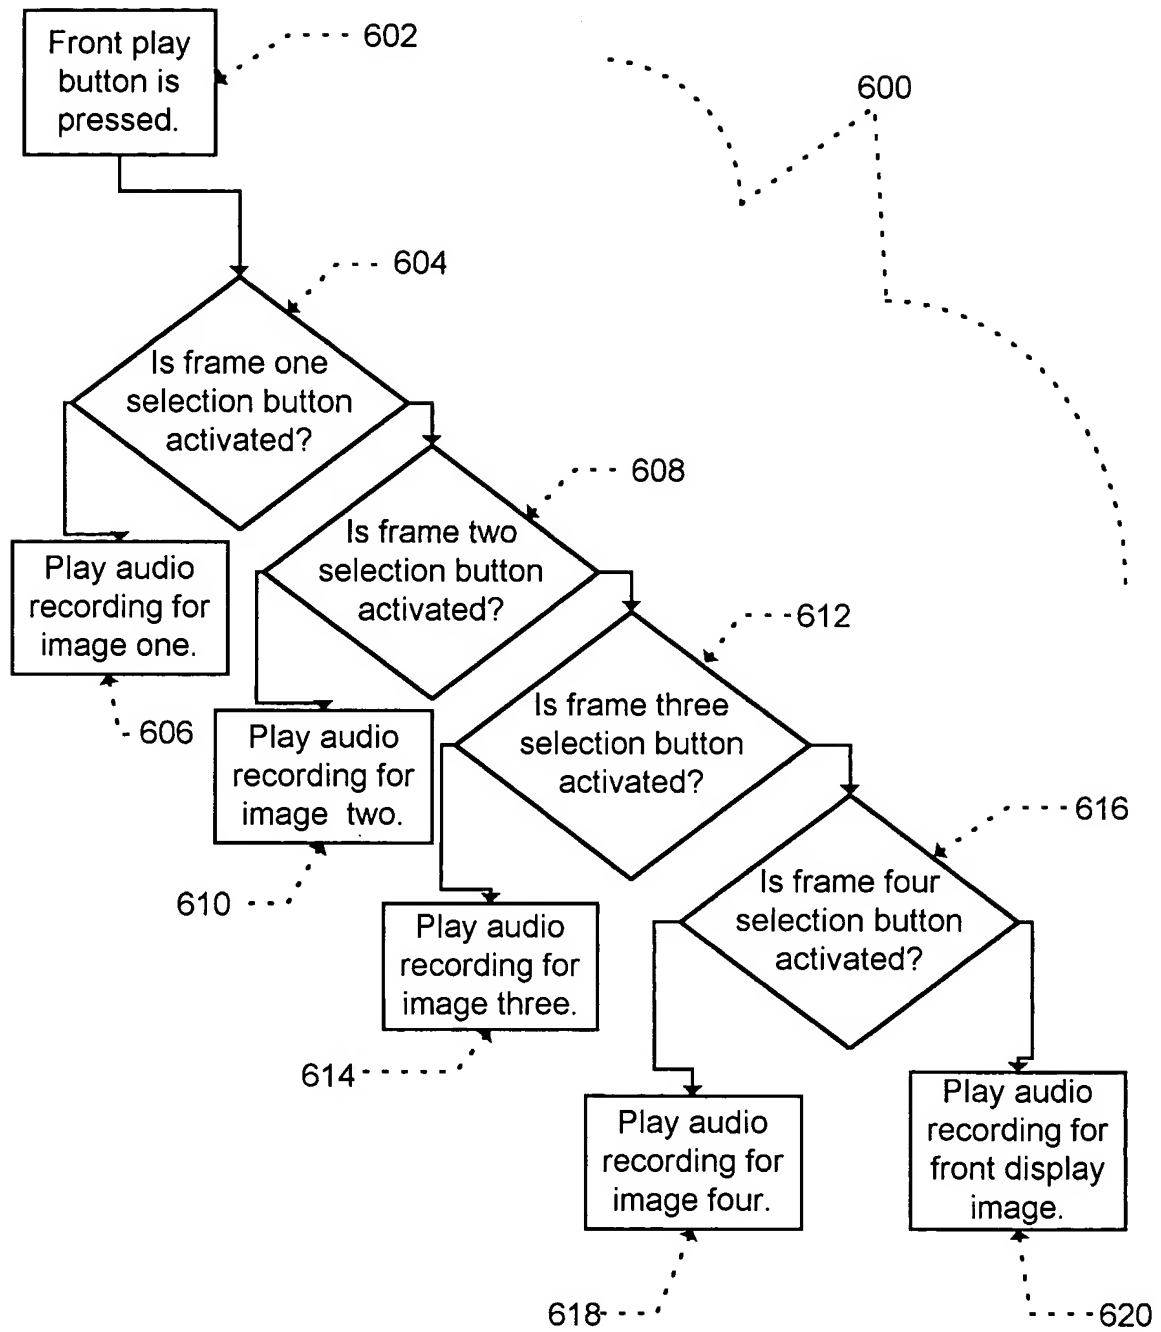 Front play
button is
pressed.
602
600
604
Is frame one
selection button
activated?
608
Is frame two
selection button
activated?
Play audio
recording for
image one.
606
612
Is frame three
selection button
activated?
Play audio
recording for
image two.
610
616
Is frame four
selection button
activated?
Play audio
recording for
image three.
614
Play audio
recording for
image four.
618
Play audio
recording for
front display
image.
620